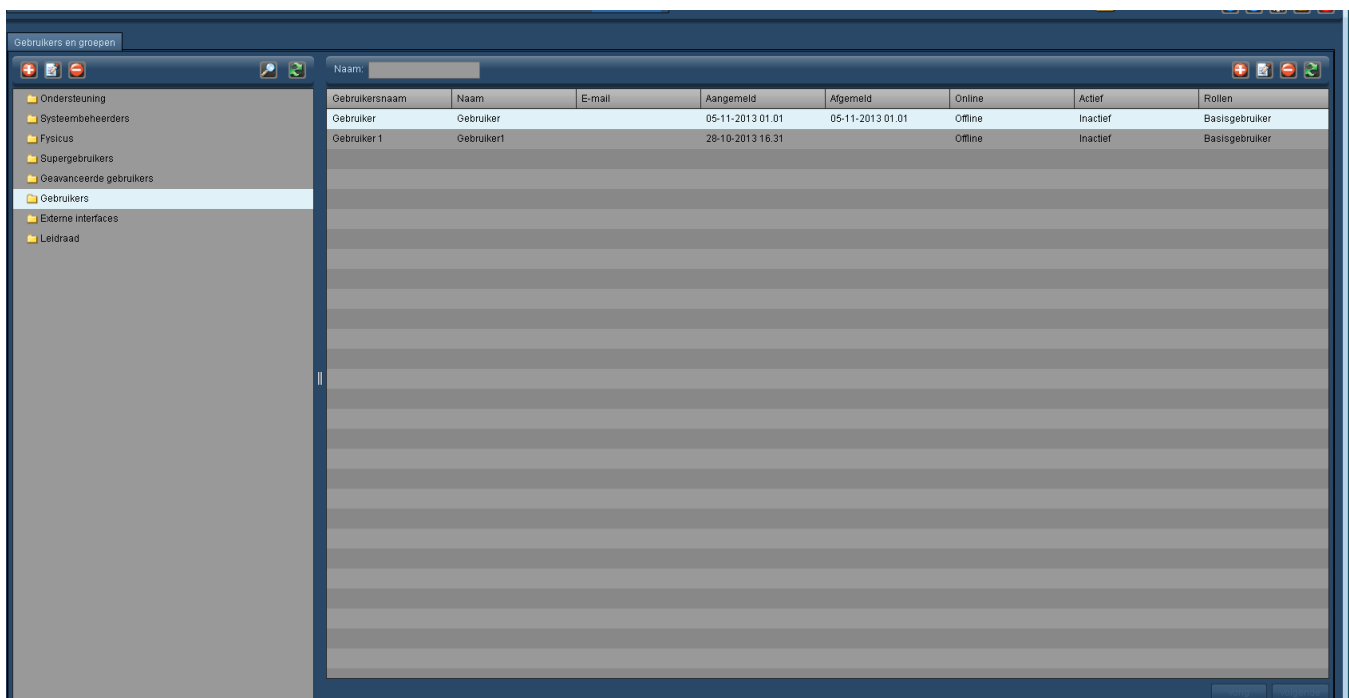 Gebruikers en groepen
Naam:
Ondersteuning
Systeembeheerders
Fysicus
Supergebruikers
Geavanceerde gebruikers
Gebruikers
Externe interfaces
Leidraad
Gebruikersnaam Naam E-mail Aangemeld Afgemeld Online Actief Rollen
Gebruiker Gebruiker 05-11-2013 01.01 05-11-2013 01.01 Offline Inactief Basisgebruiker
Gebruiker 1 Gebruiker1 28-10-2013 16.31 Offline Inactief Basisgebruiker